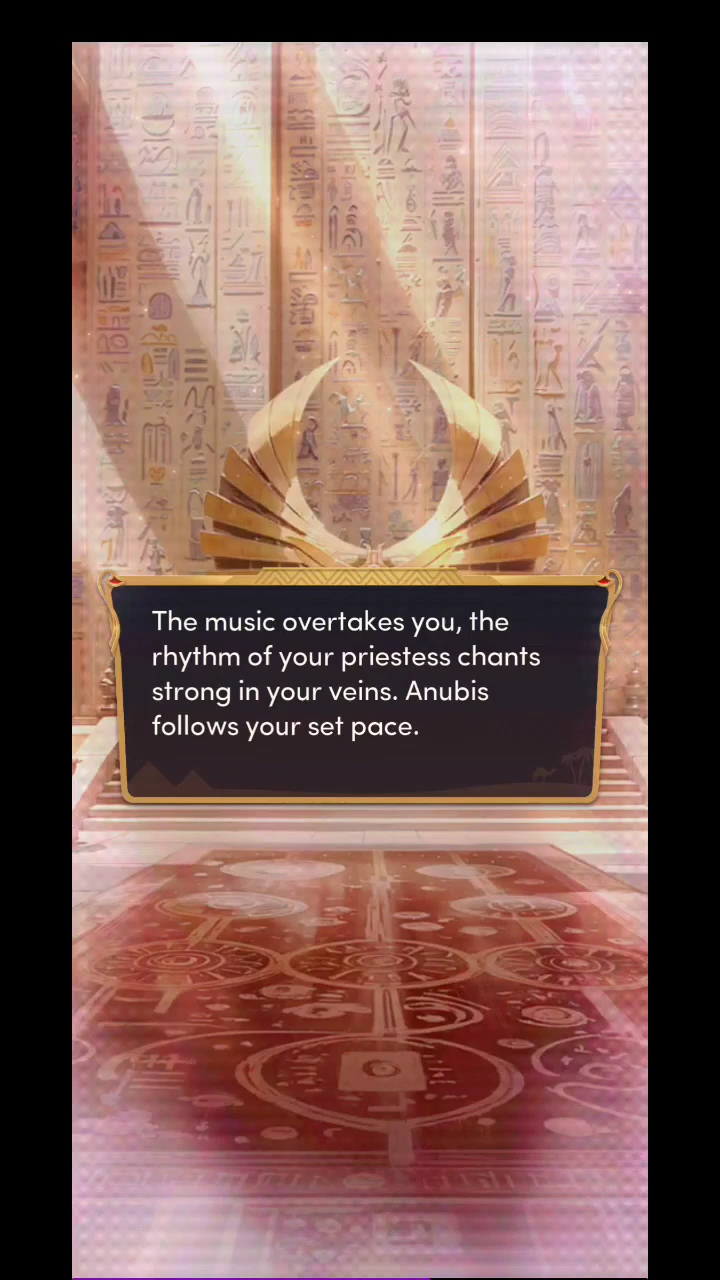 The music overtakes you, the
rhythm of your priestess chants
strong in your veins. Anubis
follows your set pace.